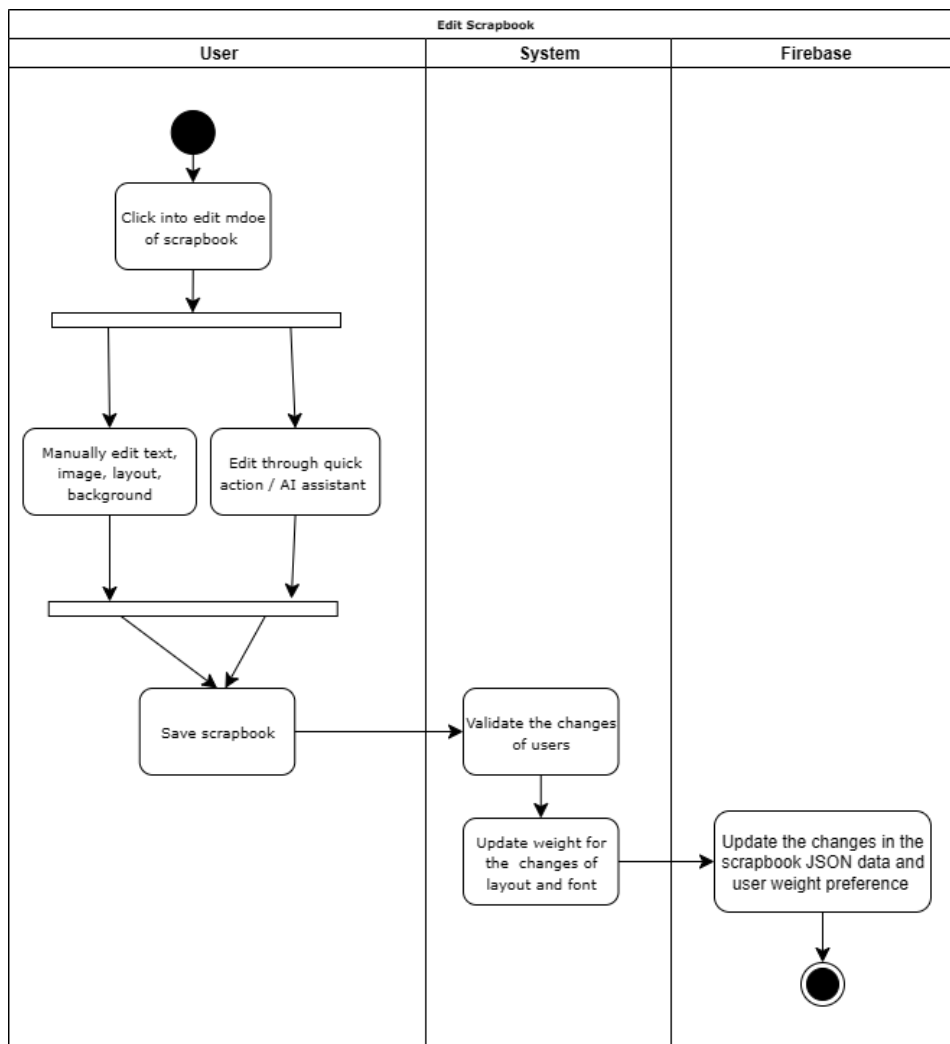 Edit Scrapbook
User
System
Firebase
Click into edit mdoe
of scrapbook
Manually edit text,
image, layout,
background
Edit through quick
action / AI assistant
Save scrapbook
Validate the changes
of users
Update weight for
the changes of
layout and font
Update the changes in the
scrapbook JSON data and
user weight preference